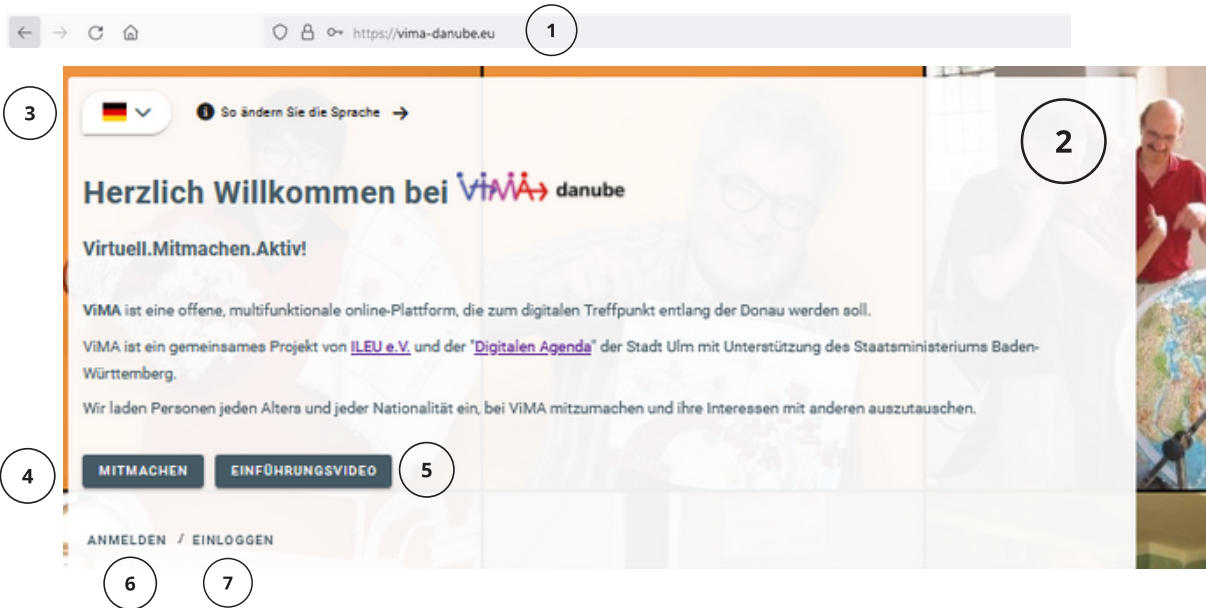 https://vima-danube.eu
1
3
So ändern Sie die Sprache →
2
Herzlich Willkommen bei ViMA danube
Virtuell.Mitmachen.Aktiv!
ViMA ist eine offene, multifunktionale online-Plattform, die zum digitalen Treffpunkt entlang der Donau werden soll.
ViMA ist ein gemeinsames Projekt von ILEU e.V. und der "Digitalen Agenda" der Stadt Ulm mit Unterstützung des Staatsministeriums Baden-
Württemberg.
Wir laden Personen jeden Alters und jeder Nationalität ein, bei ViMA mitzumachen und ihre Interessen mit anderen auszutauschen.
4
MITMACHEN
EINFÜHRUNGSVIDEO
5
ANMELDEN / EINLOGGEN
6
7